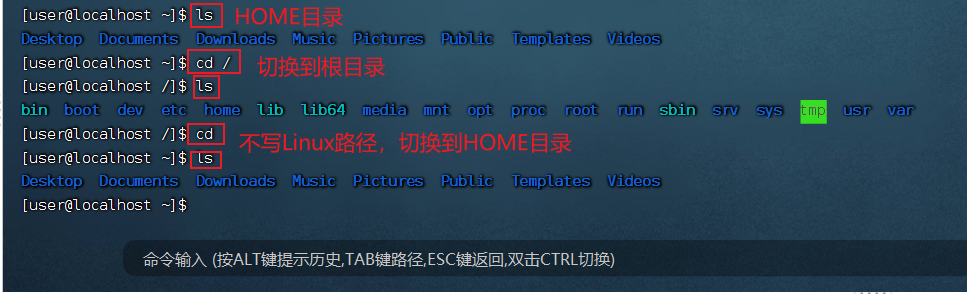 [user@localhost ~]$ ls HOME目录
Desktop Documents Downloads Music Pictures Public Templates Videos
[user@localhost ~]$ cd / 切换到根目录
[user@localhost /]$ ls
bin boot dev etc home lib lib64 media mnt opt proc root run sbin srv sys tmp usr var
[user@localhost /]$ cd 不写Linux路径，切换到HOME目录
[user@localhost ~]$ ls
Desktop Documents Downloads Music Pictures Public Templates Videos
[user@localhost ~]$
命令输入 (按ALT键提示历史,TAB键路径,ESC键返回,双击CTRL切换)